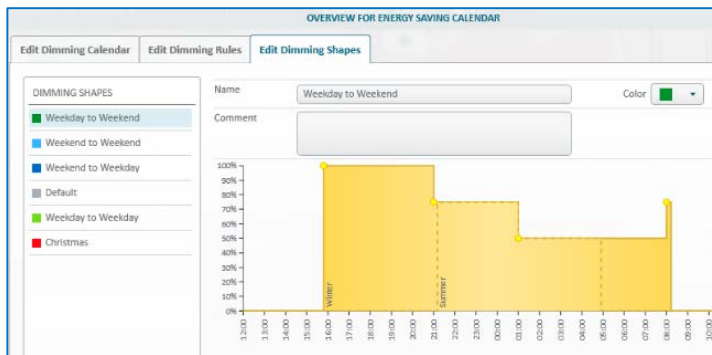 OVERVIEW FOR ENERGY SAVING CALENDAR
Edit Dimming Calendar
Edit Dimming Rules
Edit Dimming Shapes
DIMMING SHAPES
Weekday to Weekend
Weekend to Weekend
Weekend to Weekday
Default
Weekday to Weekday
Christmas
Name
Weekday to Weekend
Color
Comment
100%
90%
80%
70%
60%
50%
40%
30%
20%
10%
0%
Winter
Summer
12:00
13:00
14:00
15:00
16:00
17:00
18:00
19:00
20:00
21:00
22:00
23:00
00:00
01:00
02:00
03:00
04:00
05:00
06:00
07:00
08:00
09:00
10:00